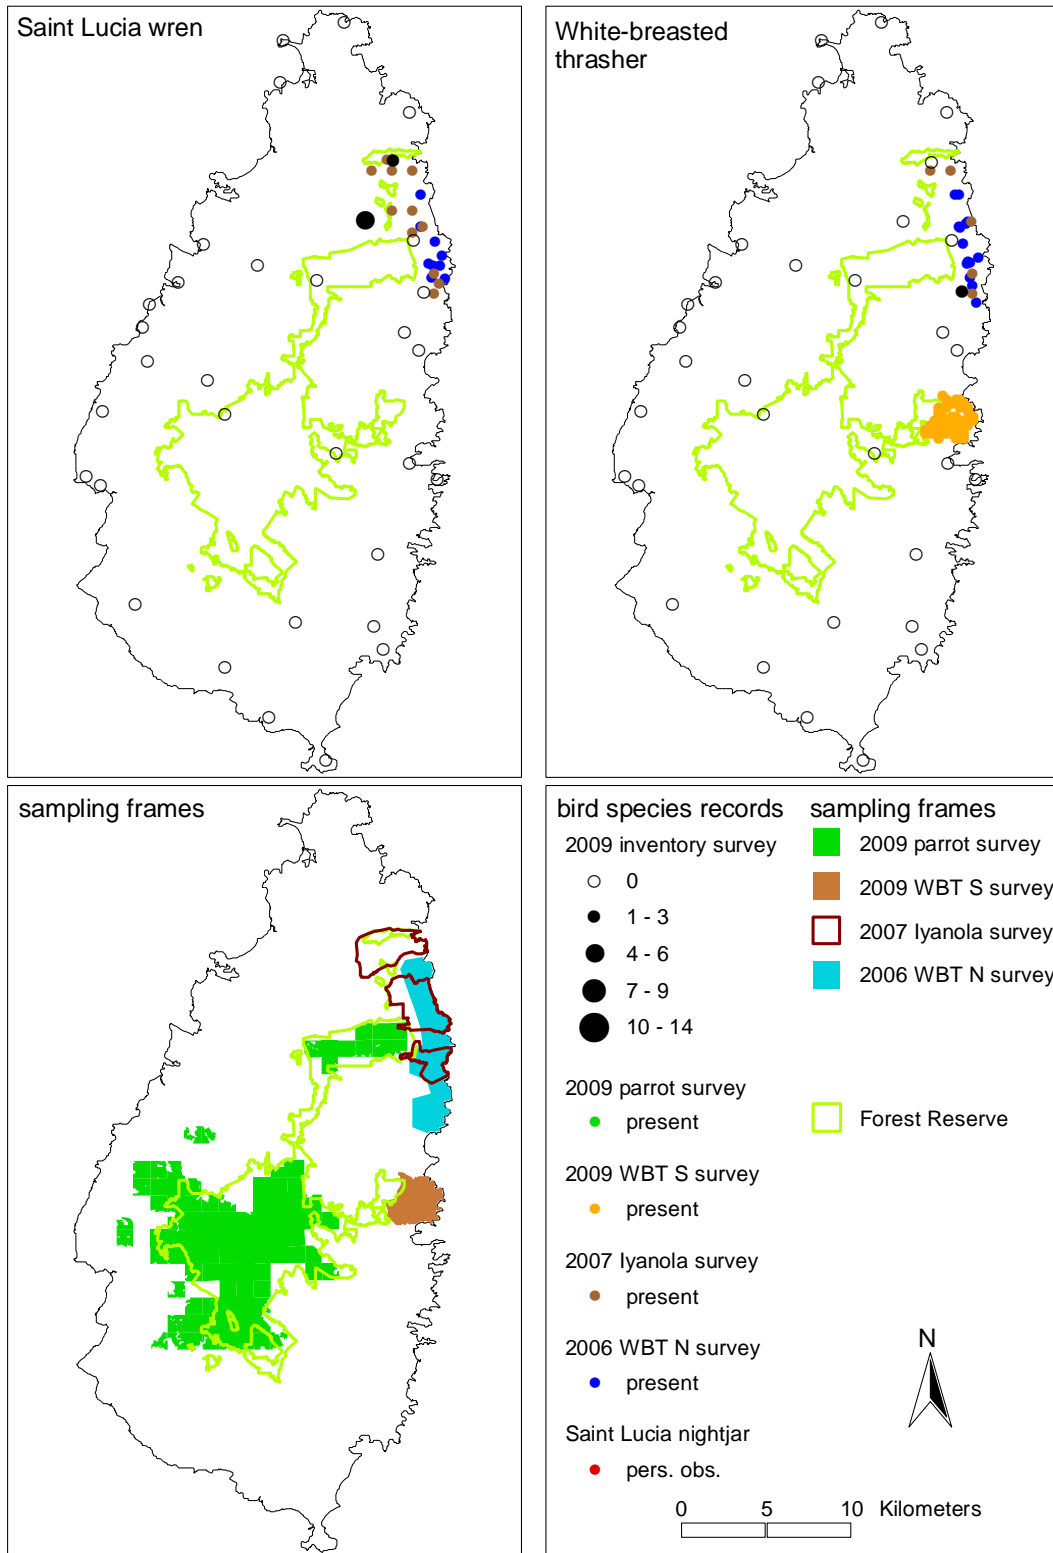 Saint Lucia wren
White-breasted
thrasher
sampling frames
bird species records
2009 inventory survey
0
1 - 3
4 - 6
7 - 9
10 - 14
2009 parrot survey
present
2009 WBT S survey
present
2007 Iyanola survey
present
2006 WBT N survey
present
Saint Lucia nightjar
pers. obs.
sampling frames
2009 parrot survey
2009 WBT S survey
2007 Iyanola survey
2006 WBT N survey
Forest Reserve
N
0 5 10 Kilometers